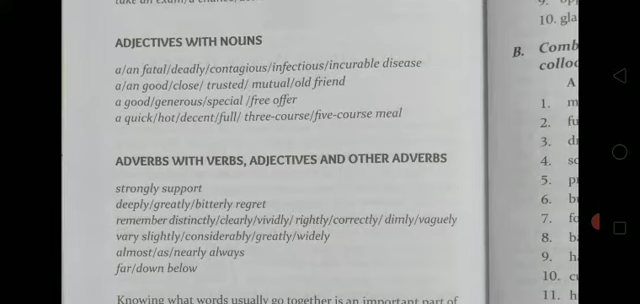 ADJECTIVES WITH NOUNS
a/an fatal/deadly/contagious/infectious/incurable disease
a/an good/close/ trusted/ mutual/old friend
a good/generous/special /free offer
a quick/hot/decent/full/ three-course/five-course meal
ADVERBS WITH VERBS, ADJECTIVES AND OTHER ADVERBS
strongly support
deeply/greatly/bitterly regret
remember distinctly/clearly/vividly/ rightly/correctly/ dimly/vaguely
vary slightly/considerably/greatly/widely
almost/as/nearly always
far/down below
Knowing what words usually go together is an important part of
9.
10. gla
B. Comb
colloc
A
1. m
2. fu
3.
4.
5.
6.
7.
8.
9. h
10.
11. h